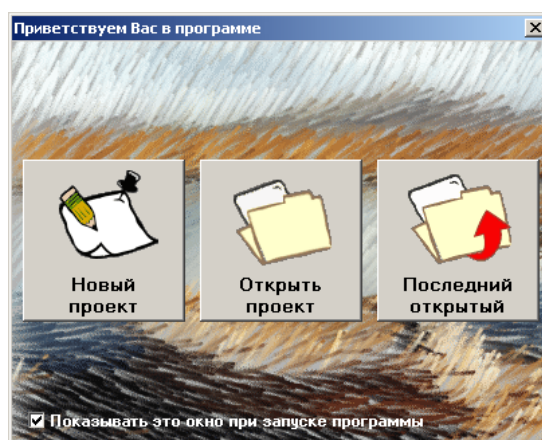 Приветствуем Вас в программе
Новый
проект
Открыть
проект
Последний
открытый
Показывать это окно при запуске программы